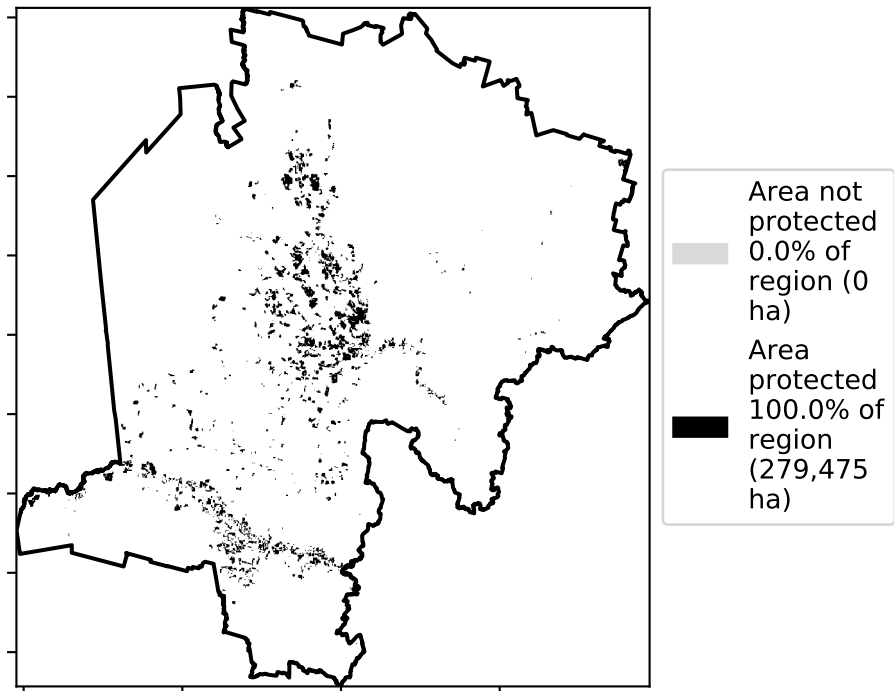 Area not
protected
0.0% of
region (0
ha)
Area
protected
100.0% of
region
(279,475
ha)